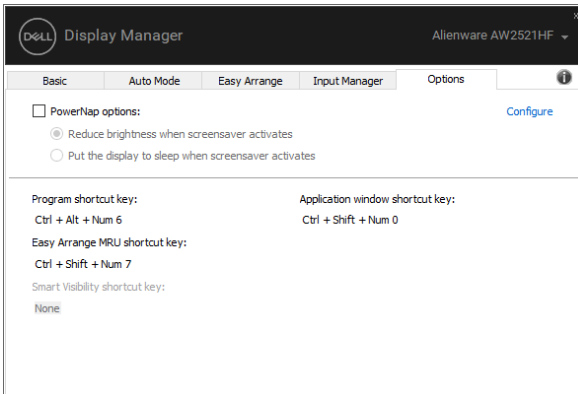 DELL Display Manager
Alienware AW2521HF
Basic Auto Mode Easy Arrange Input Manager Options
PowerNap options:
Configure
Reduce brightness when screensaver activates
Put the display to sleep when screensaver activates
Program shortcut key:
Application window shortcut key:
Ctrl + Alt + Num 6
Ctrl + Shift + Num 0
Easy Arrange MRU shortcut key:
Ctrl + Shift + Num 7
Smart Visibility shortcut key:
None